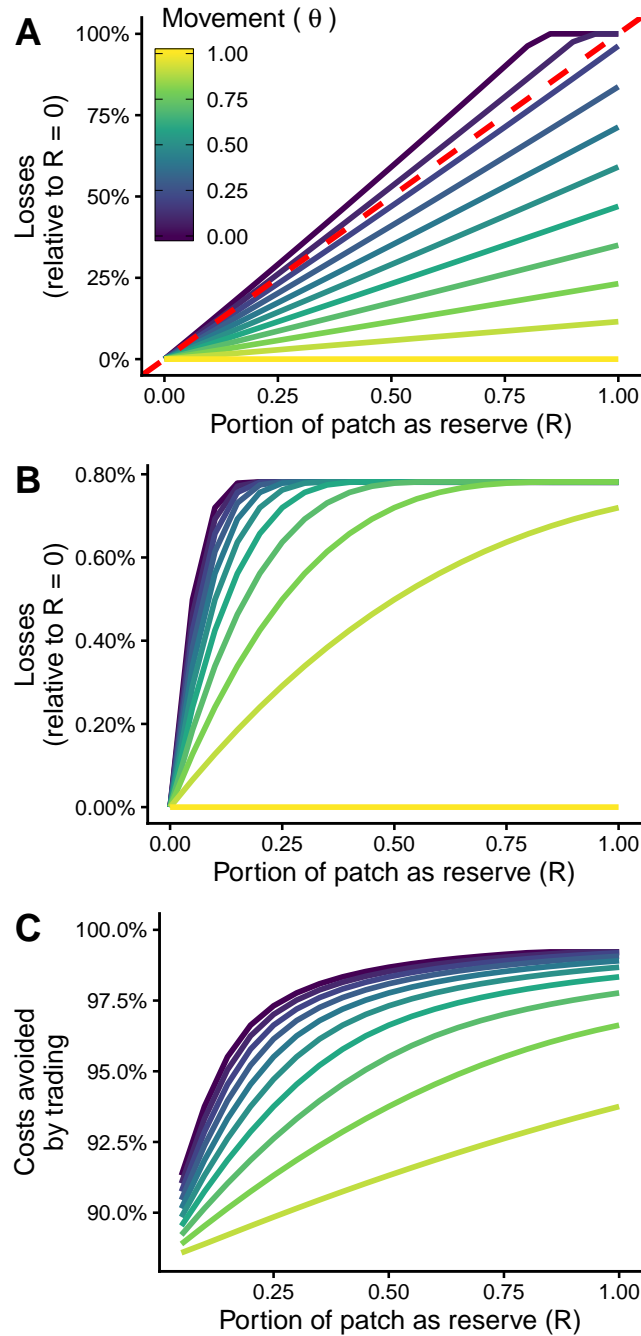 A
Movement ( θ )
1.00
0.75
0.50
0.25
0.00
100%
75%
50%
25%
0%
Losses
(relative to R = 0)
0.00 0.25 0.50 0.75 1.00
Portion of patch as reserve (R)
B
0.80%
0.60%
0.40%
0.20%
0.00%
Losses
(relative to R = 0)
0.00 0.25 0.50 0.75 1.00
Portion of patch as reserve (R)
C
100.0%
97.5%
95.0%
92.5%
90.0%
Costs avoided
by trading
0.25 0.50 0.75 1.00
Portion of patch as reserve (R)